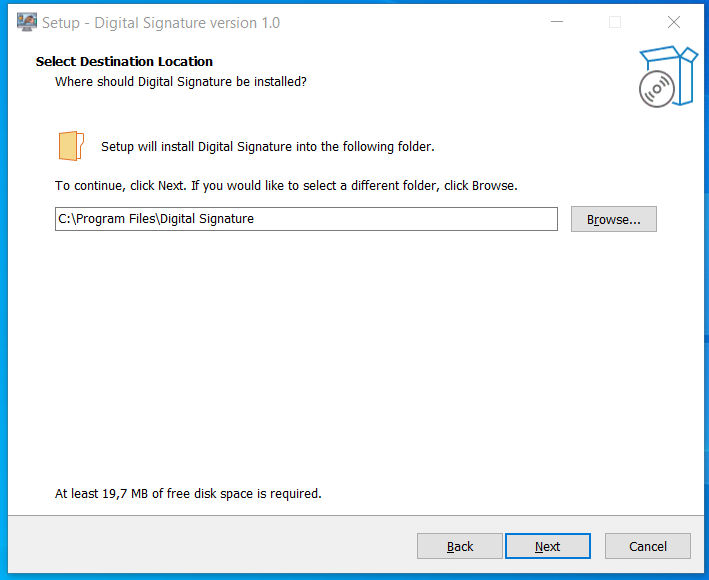 Setup - Digital Signature version 1.0
Select Destination Location
Where should Digital Signature be installed?
Setup will install Digital Signature into the following folder.
To continue, click Next. If you would like to select a different folder, click Browse.
C:\Program Files\Digital Signature
Browse...
At least 19,7 MB of free disk space is required.
Back
Next
Cancel